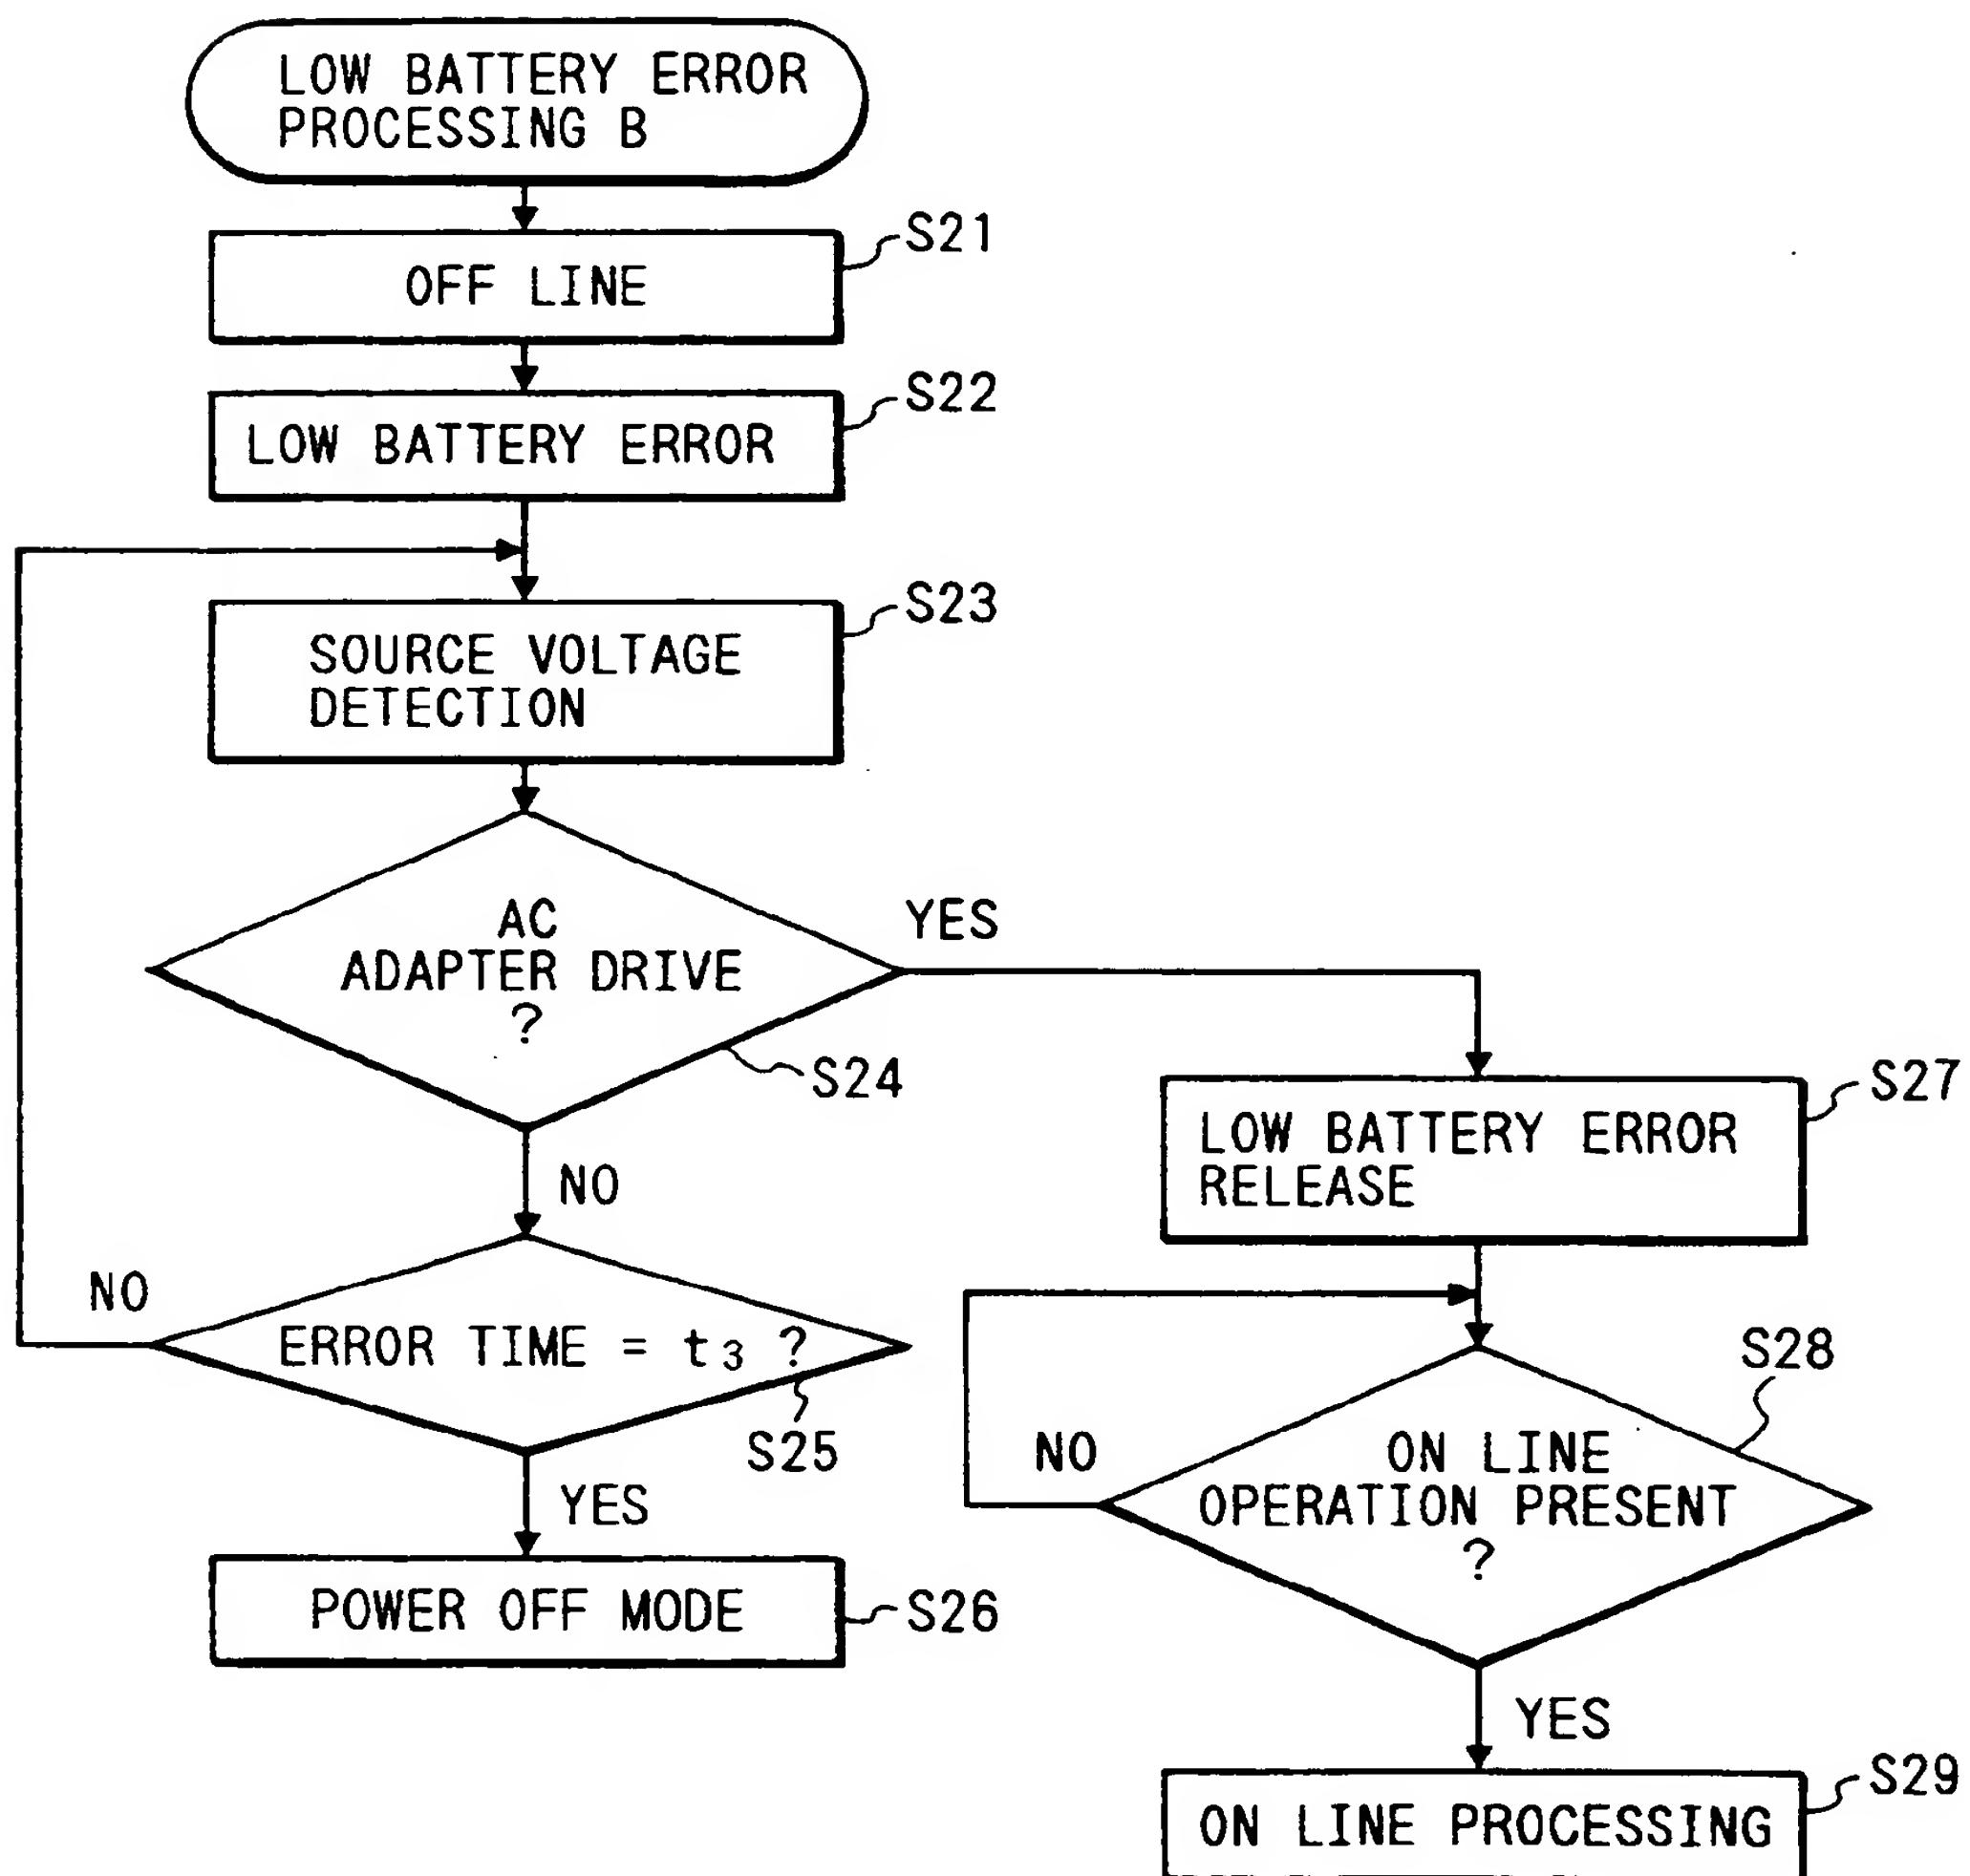 LOW BATTERY ERROR
PROCESSING B
S21
OFF LINE
S22
LOW BATTERY ERROR
S23
SOURCE VOLTAGE
DETECTION
AC
ADAPTER DRIVE
?
YES
S24
NO
S27
LOW BATTERY ERROR
RELEASE
NO
ERROR TIME = t3 ?
S25
YES
S28
NO
ON LINE
OPERATION PRESENT
?
POWER OFF MODE
S26
YES
S29
ON LINE PROCESSING